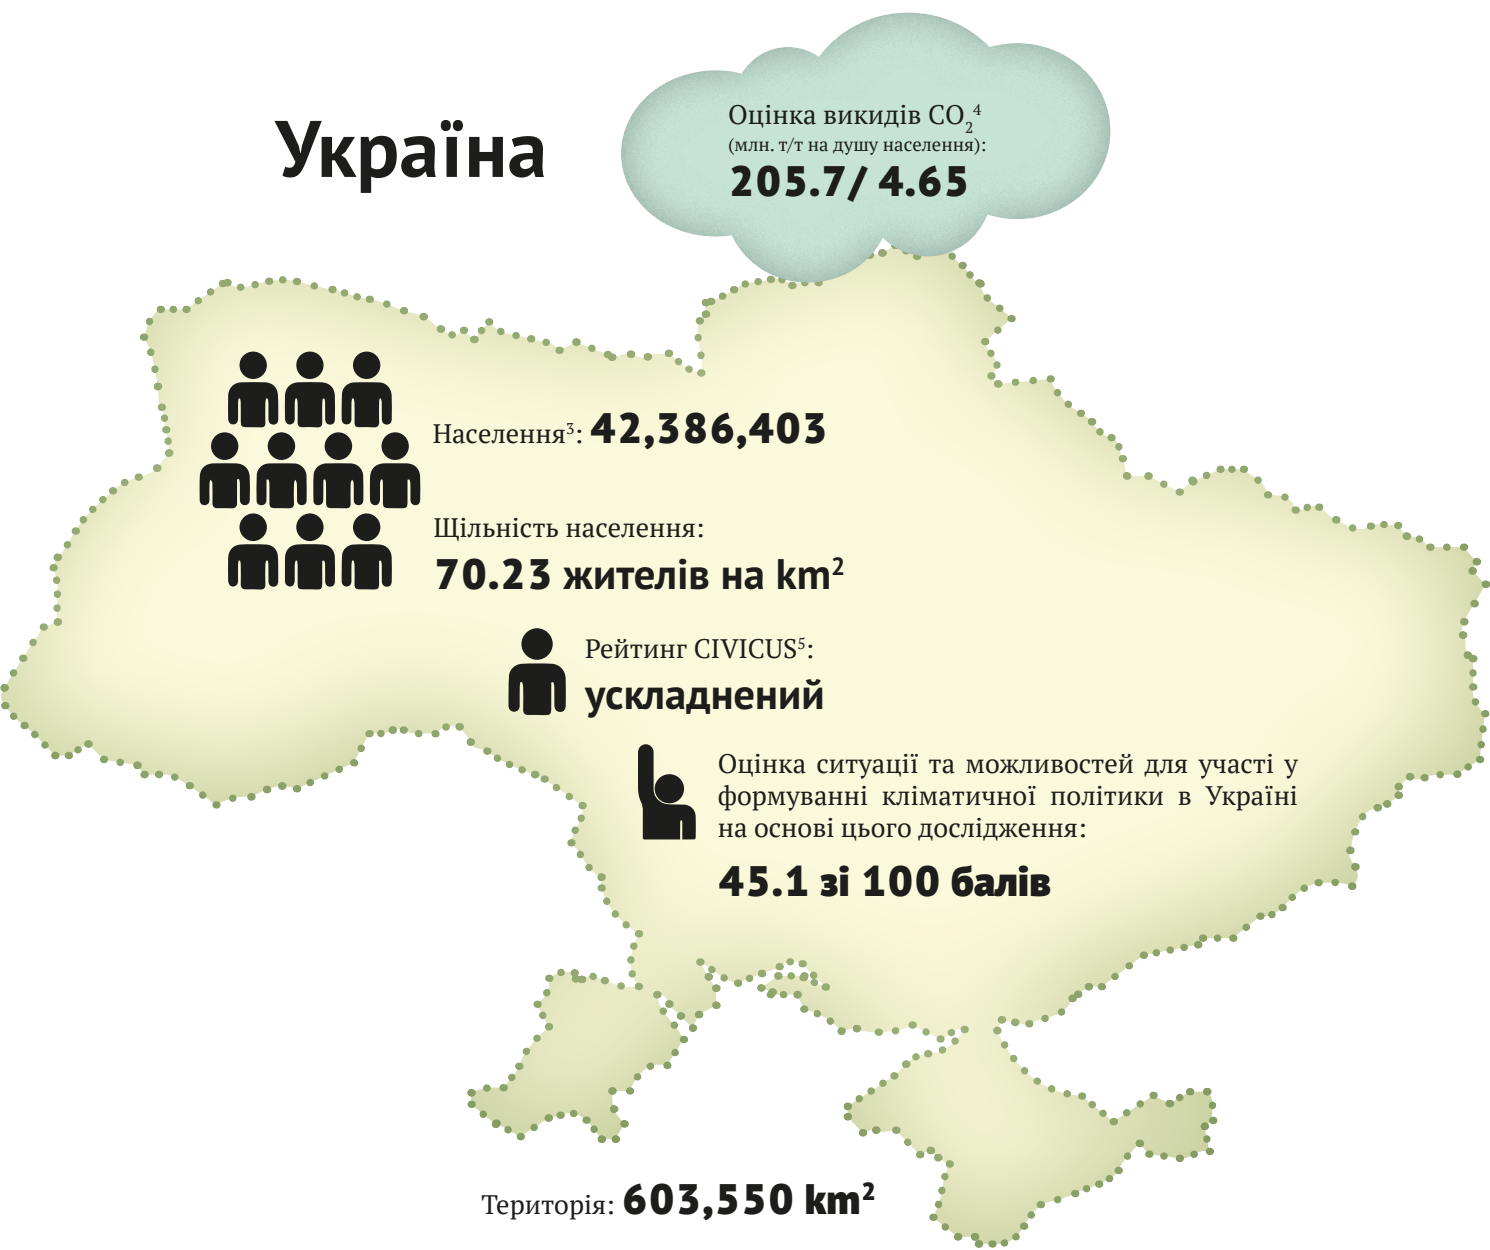 Україна
Оцінка викидів CO₂⁴
(млн. т/т на душу населення):
205.7/ 4.65
Населення³: 42,386,403
Щільність населення:
70.23 жителів на km²
Рейтинг CIVICUS⁵:
ускладнений
Оцінка ситуації та можливостей для участі у
формуванні кліматичної політики в Україні
на основі цього дослідження:
45.1 зі 100 балів
Територія: 603,550 km²